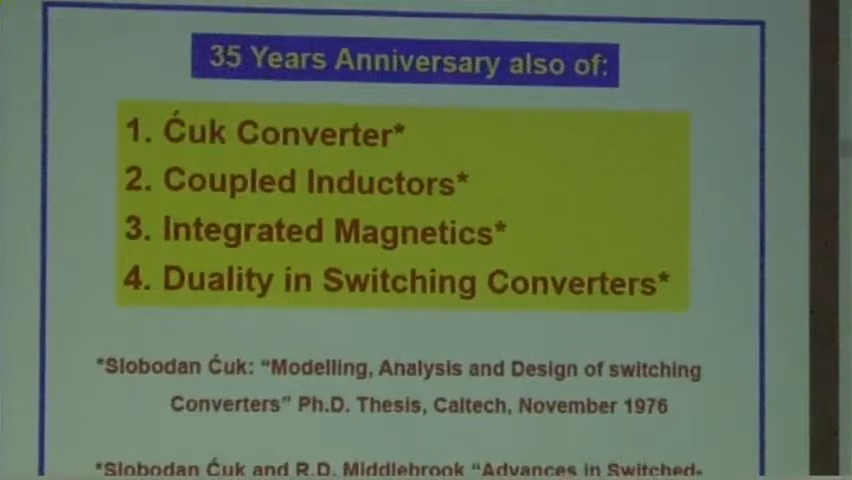 35 Years Anniversary also of:
1. Ćuk Converter*
2. Coupled Inductors*
3. Integrated Magnetics*
4. Duality in Switching Converters*
*Slobodan Ćuk: “Modelling, Analysis and Design of switching
Converters” Ph.D. Thesis, Caltech, November 1976
*Slobodan Ćuk and R.D. Middlebrook “Advances in Switched-